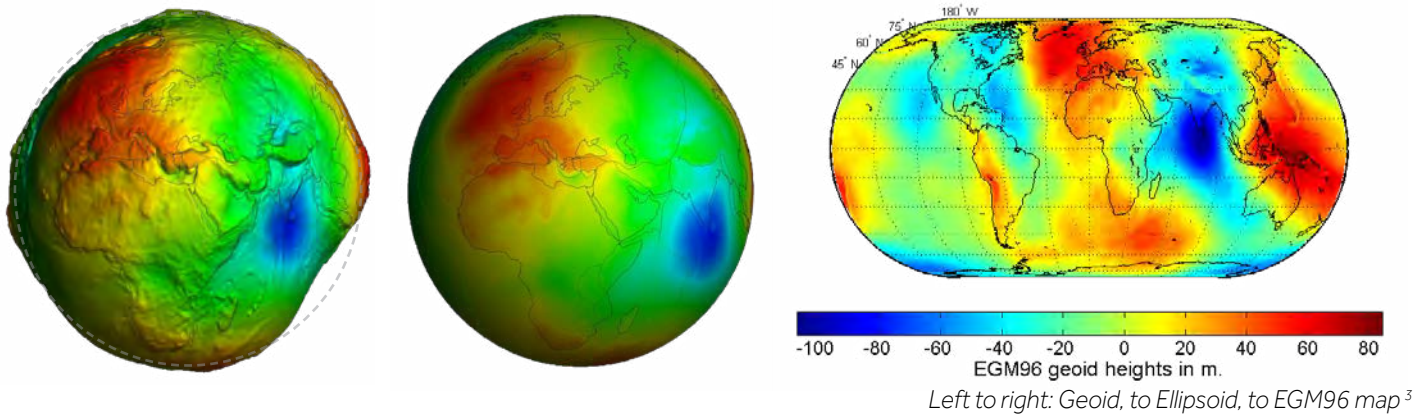 180° W
75° N
60° N
45° N
-100 -80 -60 -40 -20 0 20 40 60 80
EGM96 geoid heights in m.
Left to right: Geoid, to Ellipsoid, to EGM96 map ³